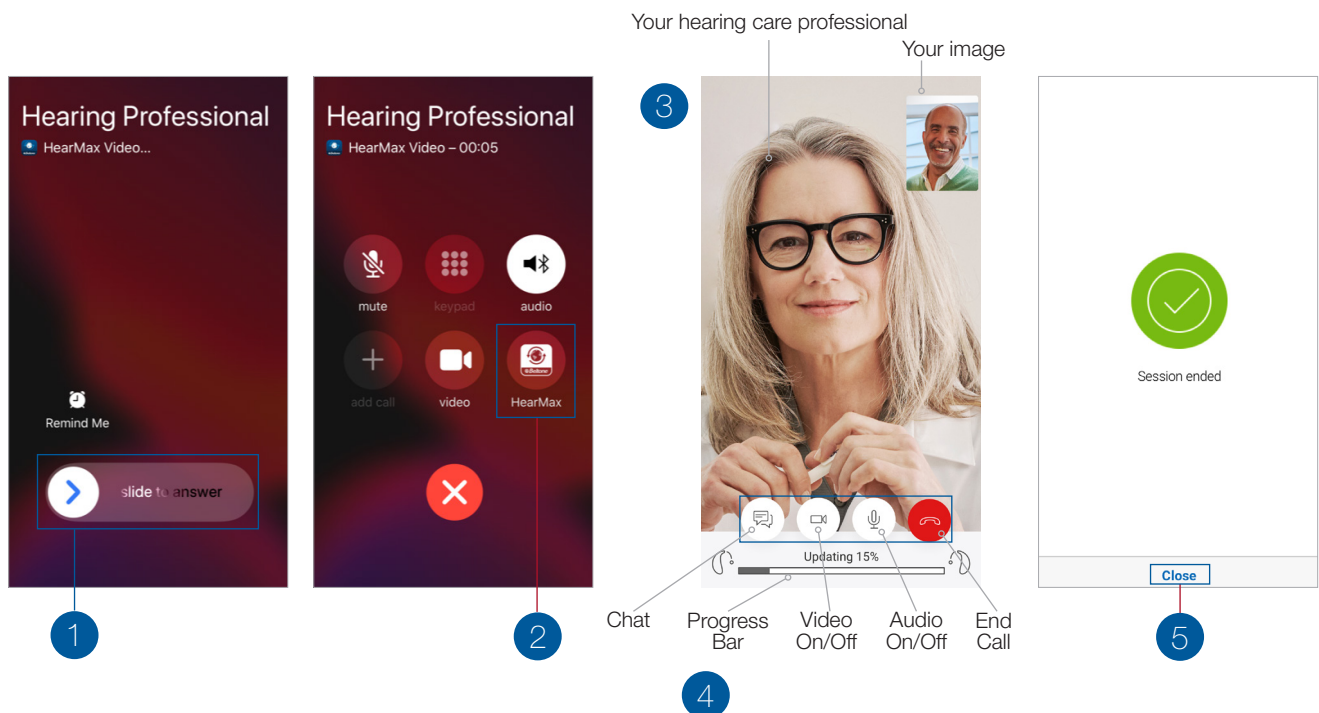 Your hearing care professional
Your image
Hearing Professional
HearMax Video...
Remind Me
slide to answer
1
Hearing Professional
HearMax Video – 00:05
mute
keypad
audio
add call
video
Beltone
HearMax
2
3
Updating 15%
Chat
Progress
Bar
Video
On/Off
Audio
On/Off
End
Call
4
Session ended
Close
5